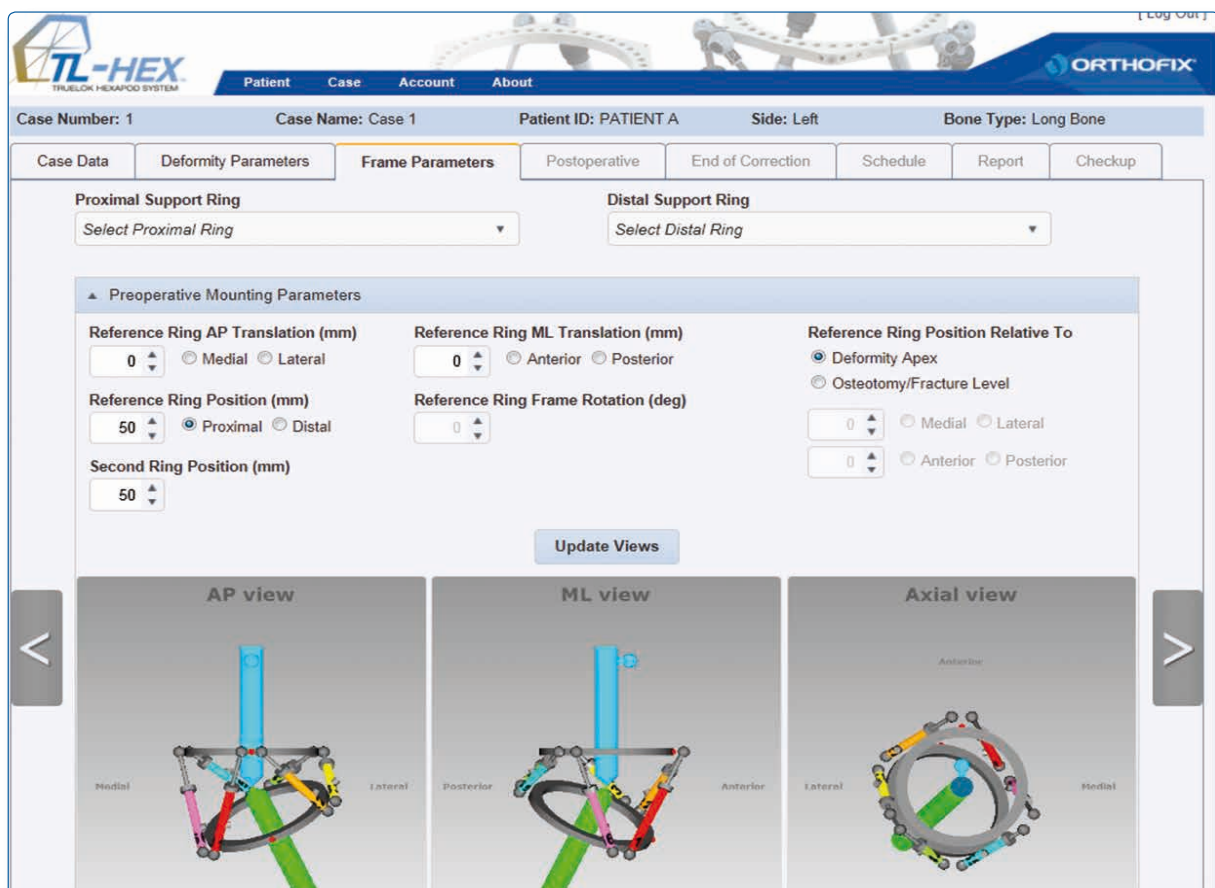 [ Log Out ]
TL-HEX
TRUELOK HEXAPOD SYSTEM
Patient Case Account About
ORTHOFIX
Case Number: 1 Case Name: Case 1 Patient ID: PATIENT A Side: Left Bone Type: Long Bone
Case Data Deformity Parameters Frame Parameters Postoperative End of Correction Schedule Report Checkup
Proximal Support Ring Distal Support Ring
Select Proximal Ring Select Distal Ring
Preoperative Mounting Parameters
Reference Ring AP Translation (mm) Reference Ring ML Translation (mm) Reference Ring Position Relative To
0 Medial Lateral 0 Anterior Posterior Deformity Apex
Osteotomy/Fracture Level
Reference Ring Position (mm) Reference Ring Frame Rotation (deg)
50 Proximal Distal 0 0 Medial Lateral
Second Ring Position (mm) 0 Anterior Posterior
50
Update Views
AP view ML view Axial view
< >
Anterior
Medial Lateral Posterior Anterior Lateral Medial